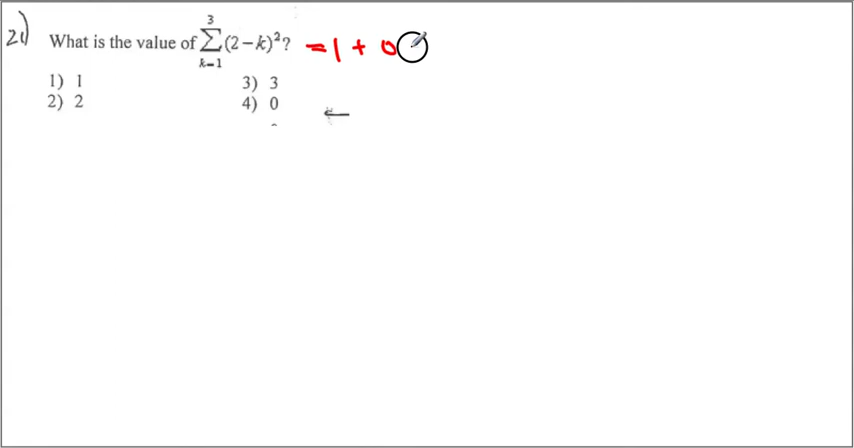 21) What is the value of \sum_{k=1}^{3}(2-k)^2? = 1 + 0
1) 1 3) 3
2) 2 4) 0 ←